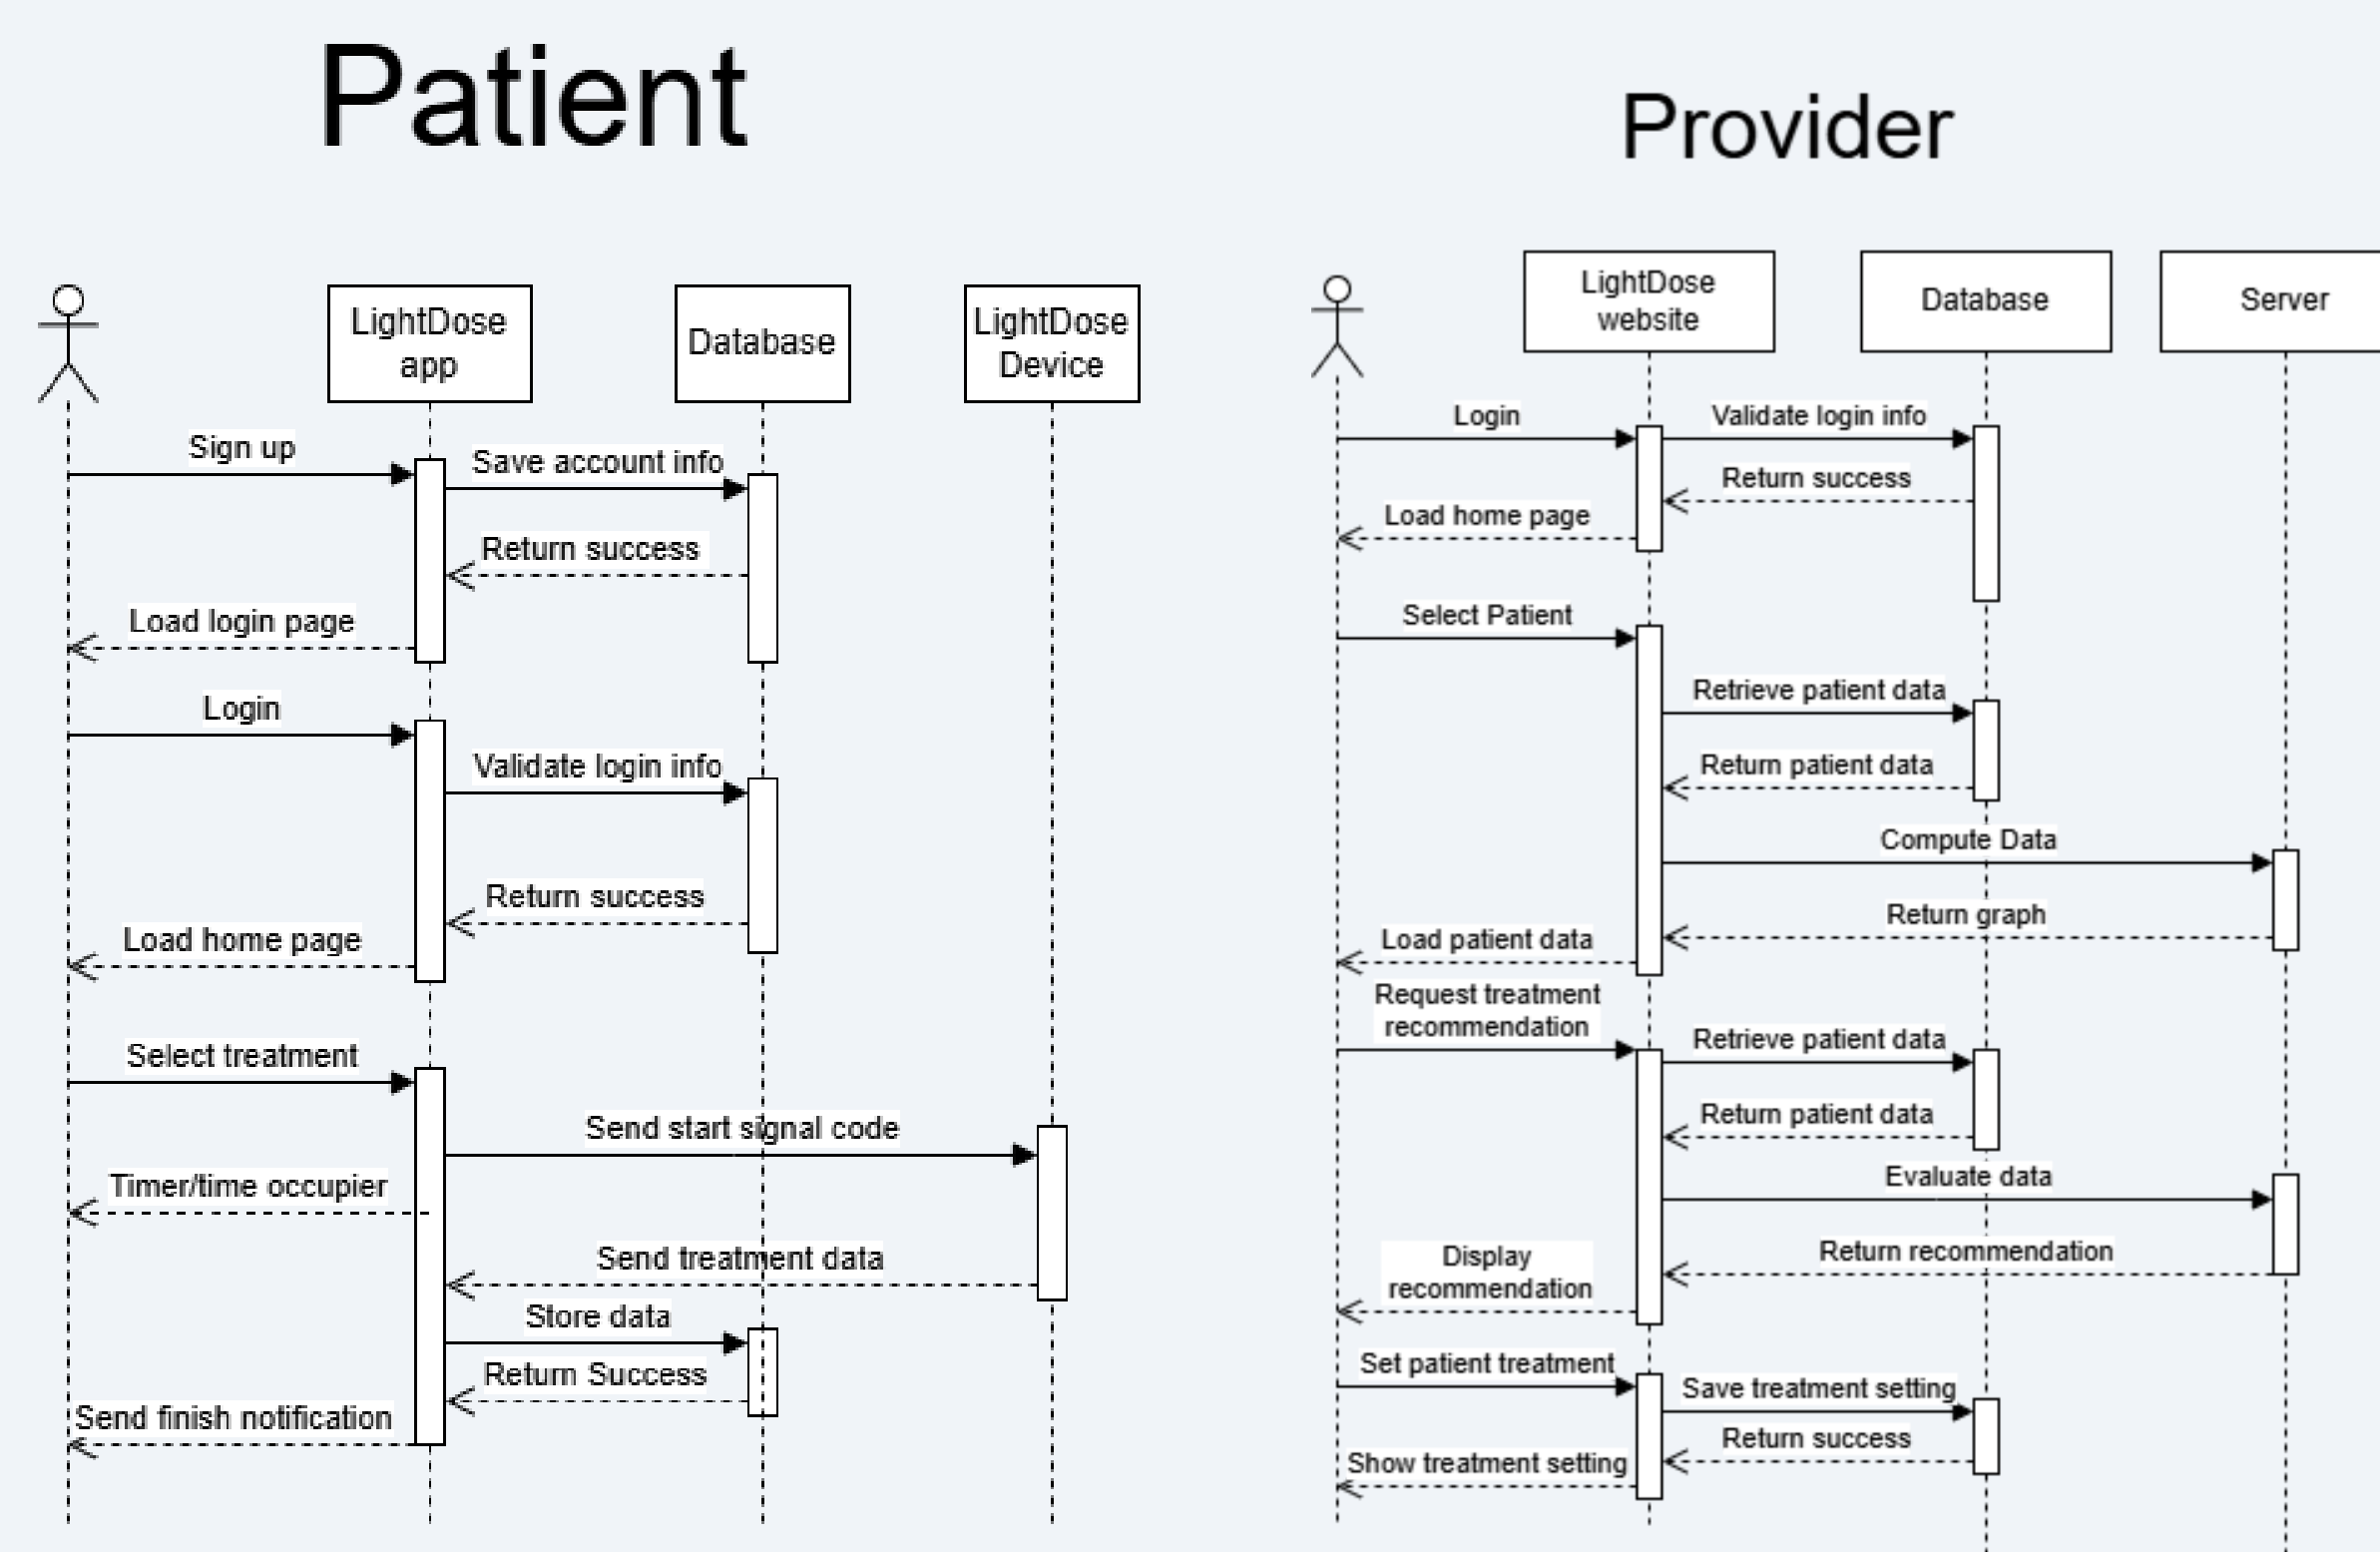 Patient
LightDose
app
Database
LightDose
Device
Sign up
Save account info
Return success
Load login page
Login
Validate login info
Return success
Load home page
Select treatment
Send start signal code
Timer/time occupier
Send treatment data
Store data
Return Success
Send finish notification
Provider
LightDose
website
Database
Server
Login
Validate login info
Return success
Load home page
Select Patient
Retrieve patient data
Return patient data
Compute Data
Return graph
Load patient data
Request treatment
recommendation
Retrieve patient data
Return patient data
Evaluate data
Return recommendation
Display
recommendation
Set patient treatment
Save treatment setting
Return success
Show treatment setting